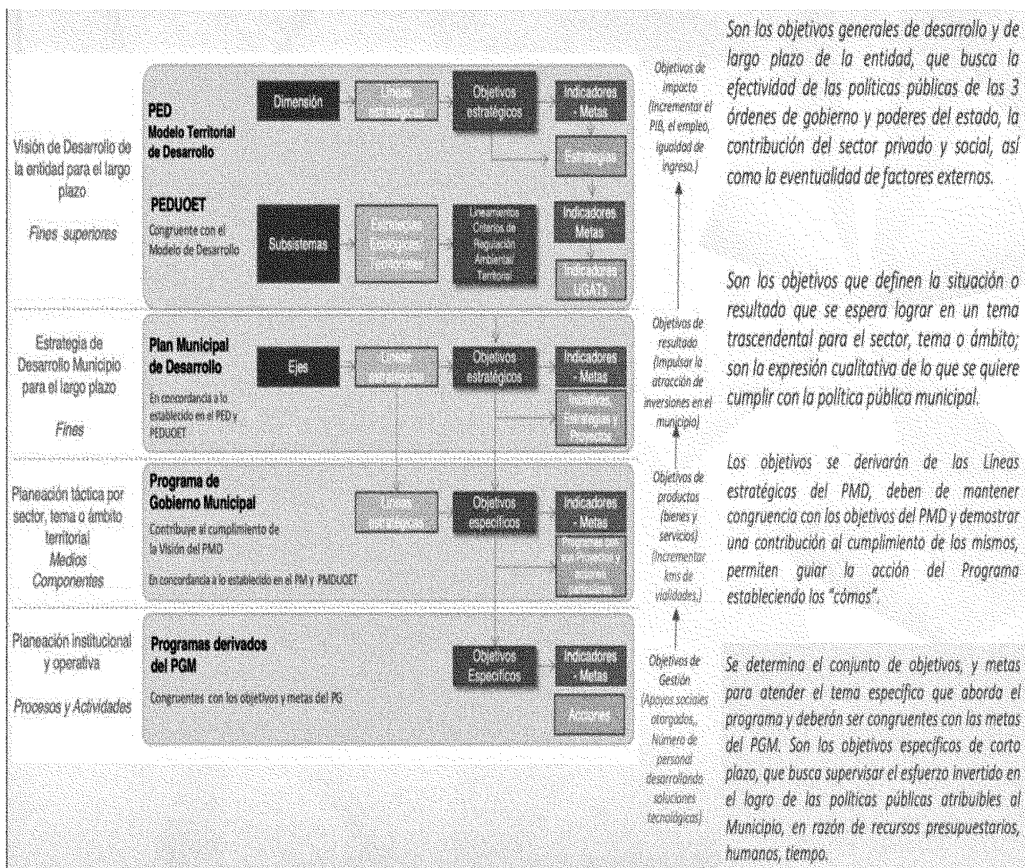 Visión de Desarrollo de
la entidad para el largo
plazo
Fines superiores
PED
Modelo Territorial
de Desarrollo
Dimensión
Líneas
estratégicas
Objetivos
estratégicos
Indicadores
- Metas
Estrategias
PEDUOET
Congruente con el
Modelo de Desarrollo
Subsistemas
Estrategias
Ecológicas
Territoriales
Lineamientos
Criterios de
Regulación
Ambiental/
Territorial
Indicadores
Metas
Indicadores
UGATs
Objetivos de
impacto
(Incrementar el
PIB, el empleo,
igualdad de
ingreso.)
Son los objetivos generales de desarrollo y de
largo plazo de la entidad, que busca la
efectividad de las políticas públicas de los 3
órdenes de gobierno y poderes del estado, la
contribución del sector privado y social, así
como la eventualidad de factores externos.
Estrategia de
Desarrollo Municipio
para el largo plazo
Fines
Plan Municipal
de Desarrollo
En concordancia a lo
establecido en el PED y
PEDUOET
Ejes
Líneas
estratégicas
Objetivos
estratégicos
Indicadores
- Metas
Objetivos de
resultado
(Impulsar la
atracción de
inversiones en el
municipio)
Son los objetivos que definen la situación o
resultado que se espera lograr en un tema
trascendental para el sector, tema o ámbito;
son la expresión cualitativa de lo que se quiere
cumplir con la política pública municipal.
Planeación táctica por
sector, tema o ámbito
territorial
Medios
Componentes
Programa de
Gobierno Municipal
Contribuye al cumplimiento de
la Visión del PMD
En concordancia a lo establecido en el PM y PMDUOET
Líneas
estratégicas
Objetivos
específicos
Indicadores
- Metas
Objetivos de
productos
(bienes y
servicios)
(Incrementar
kms de
vialidades.)
Los objetivos se derivarán de las Líneas
estratégicas del PMD, deben de mantener
congruencia con los objetivos del PMD y demostrar
una contribución al cumplimiento de los mismos,
permiten guiar la acción del Programa
estableciendo los "cómos".
Planeación institucional
y operativa
Procesos y Actividades
Programas derivados
del PGM
Congruentes con los objetivos y metas del PG
Objetivos
Específicos
Indicadores
- Metas
Acciones
Objetivos de
Gestión
(Apoyos sociales
otorgados,,
Número de
personal
desarrollando
soluciones
tecnológicas)
Se determina el conjunto de objetivos, y metas
para atender el tema específico que aborda el
programa y deberán ser congruentes con las metas
del PGM. Son los objetivos específicos de corto
plazo, que busca supervisar el esfuerzo invertido en
el logro de las políticas públicas atribuibles al
Municipio, en razón de recursos presupuestarios,
humanos, tiempo.